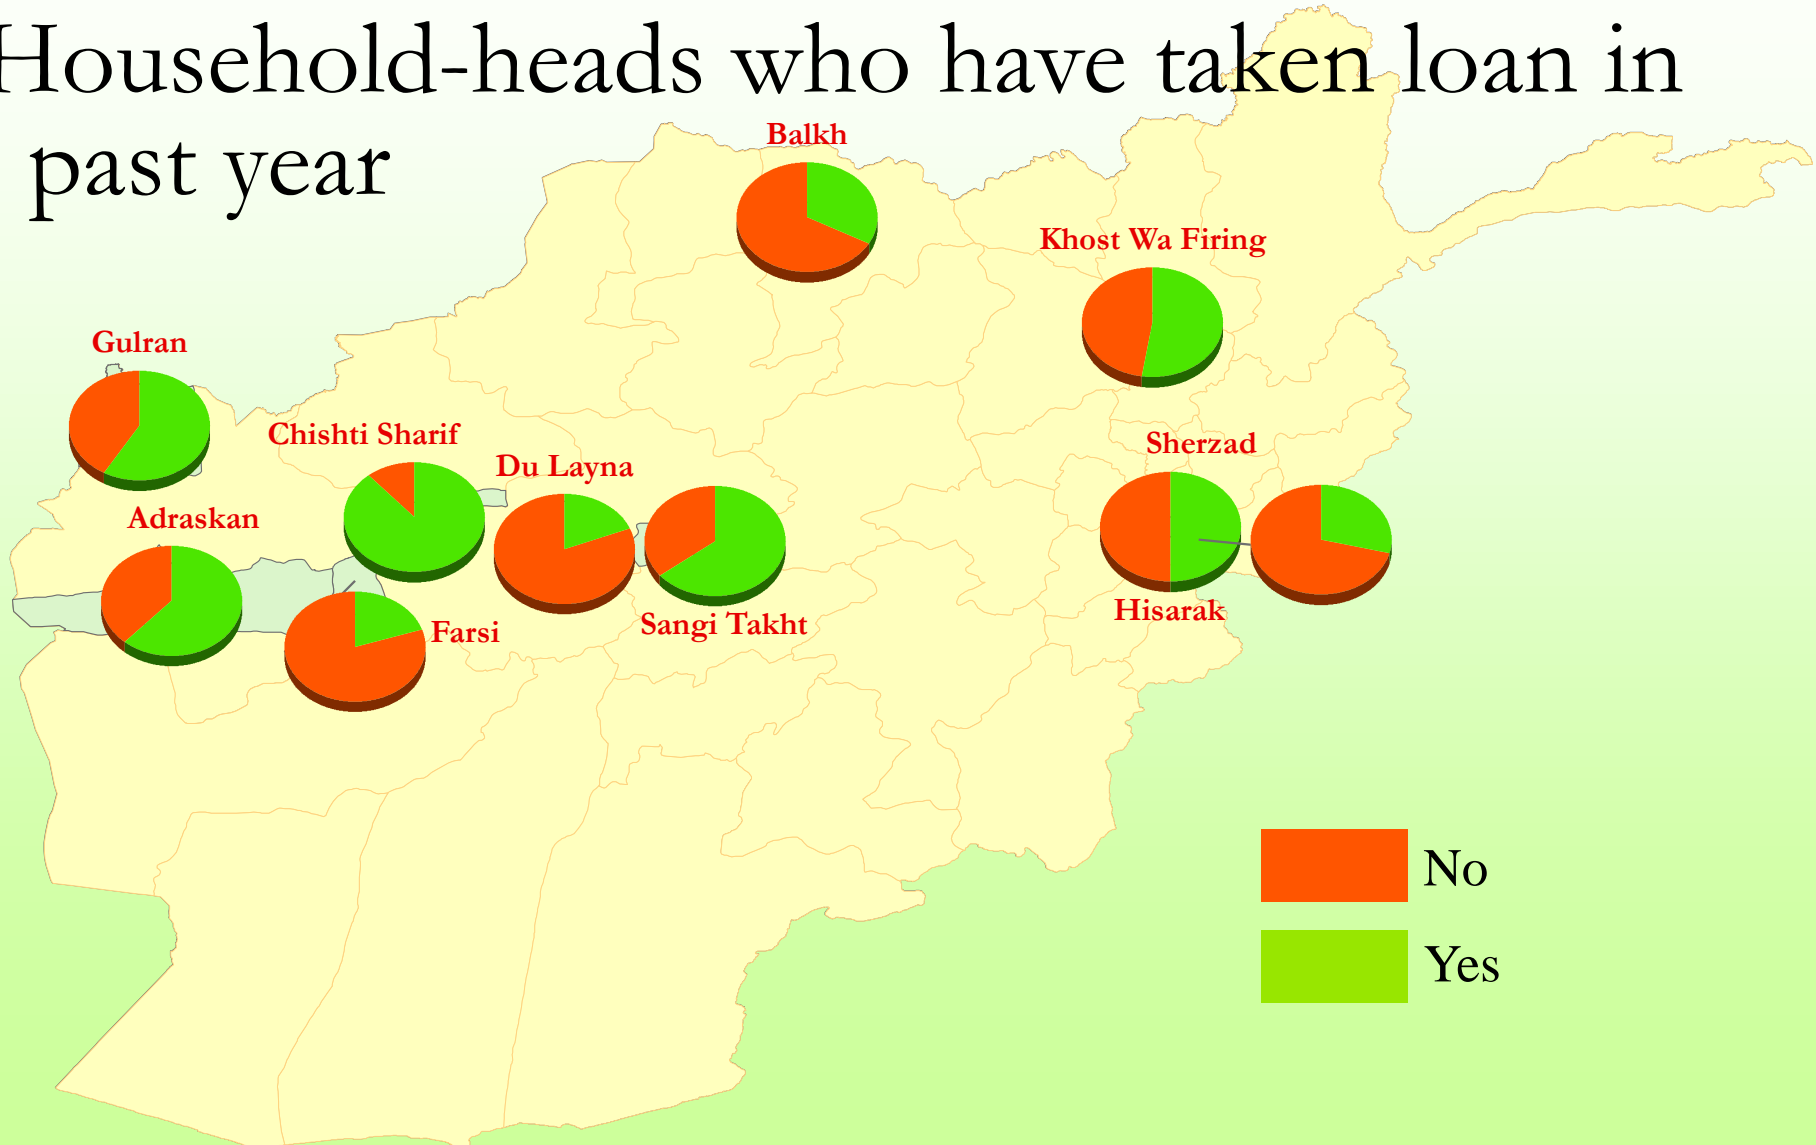 Household-heads who have taken loan in
past year
Balkh
Khost Wa Firing
Gulran
Chishti Sharif
Du Layna
Sherzad
Adraskan
Farsi
Sangi Takht
Hisarak
No
Yes